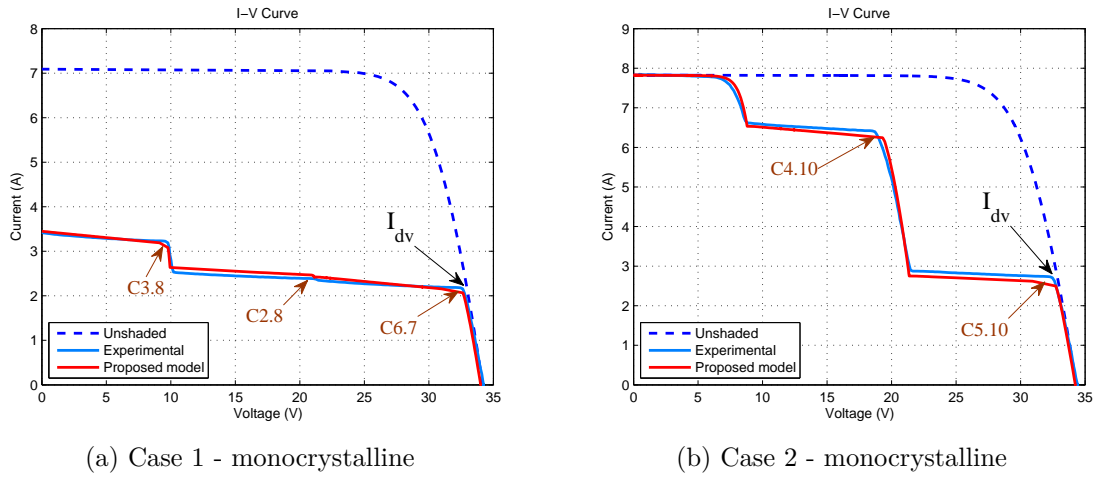 I−V Curve
8
7
6
5
4
3
2
1
0
Current (A)
I_dv
C3.8
C2.8
C6.7
Unshaded
Experimental
Proposed model
0 5 10 15 20 25 30 35
Voltage (V)
(a) Case 1 - monocrystalline
I−V Curve
9
8
7
6
5
4
3
2
1
0
Current (A)
C4.10
I_dv
C5.10
Unshaded
Experimental
Proposed model
0 5 10 15 20 25 30 35
Voltage (V)
(b) Case 2 - monocrystalline